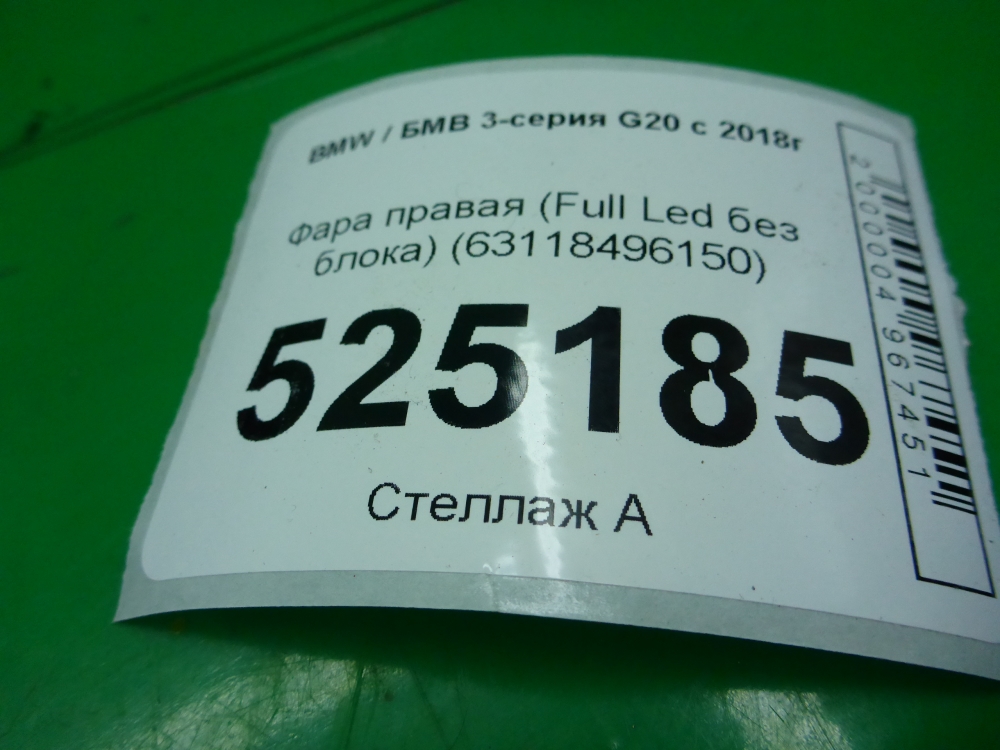 BMW / БМВ 3-серия G20 с 2018г
Фара правая (Full Led без
блока) (63118496150)
525185
Стеллаж А
2000004967451